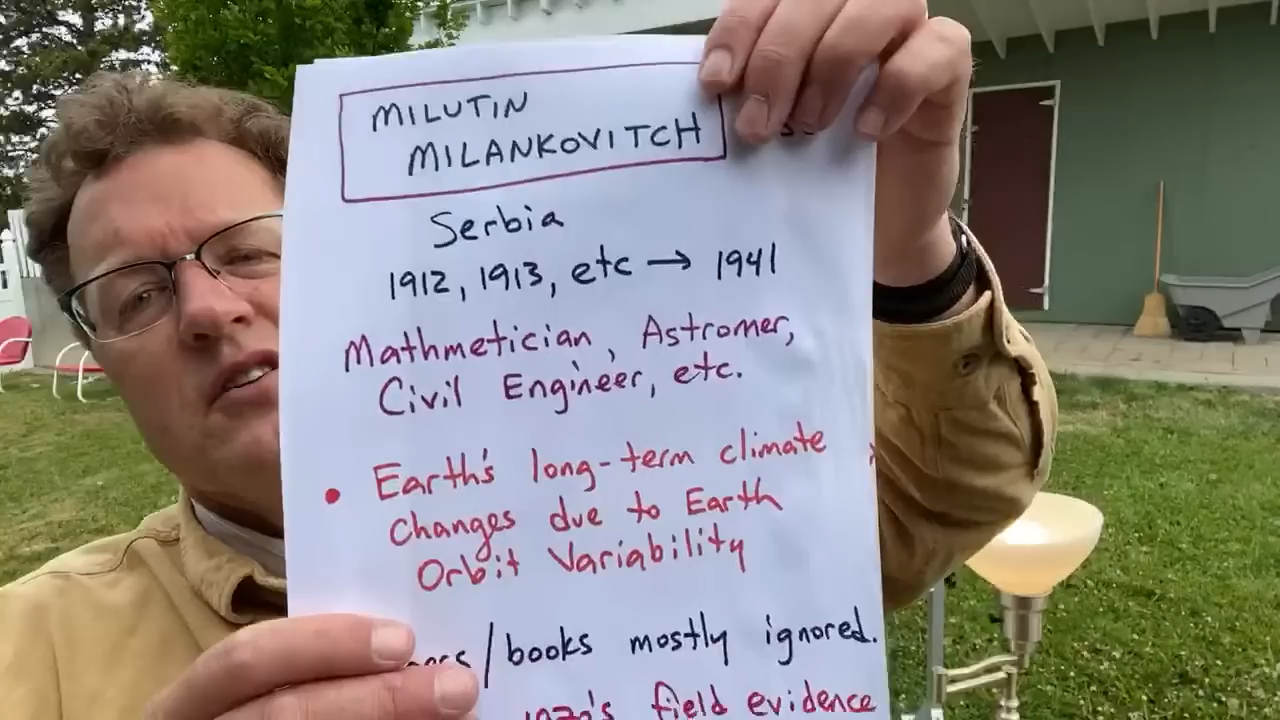 MILUTIN
MILANKOVITCH
Serbia
1912, 1913, etc → 1941
Mathmetician, Astromer,
Civil Engineer, etc.
• Earth's long-term climate
changes due to Earth
Orbit Variability
/books mostly ignored.
1970's field evidence